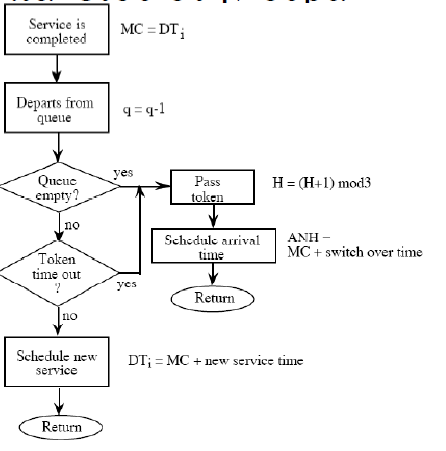 Service is
completed
MC = DTi
Departs from
queue
q = q-1
Queue
empty?
yes
Pass
token
H = (H+1) mod3
no
Schedule arrival
time
ANH =
MC + switch over time
Token
time out
?
yes
Return
no
Schedule new
service
DTi = MC + new service time
Return